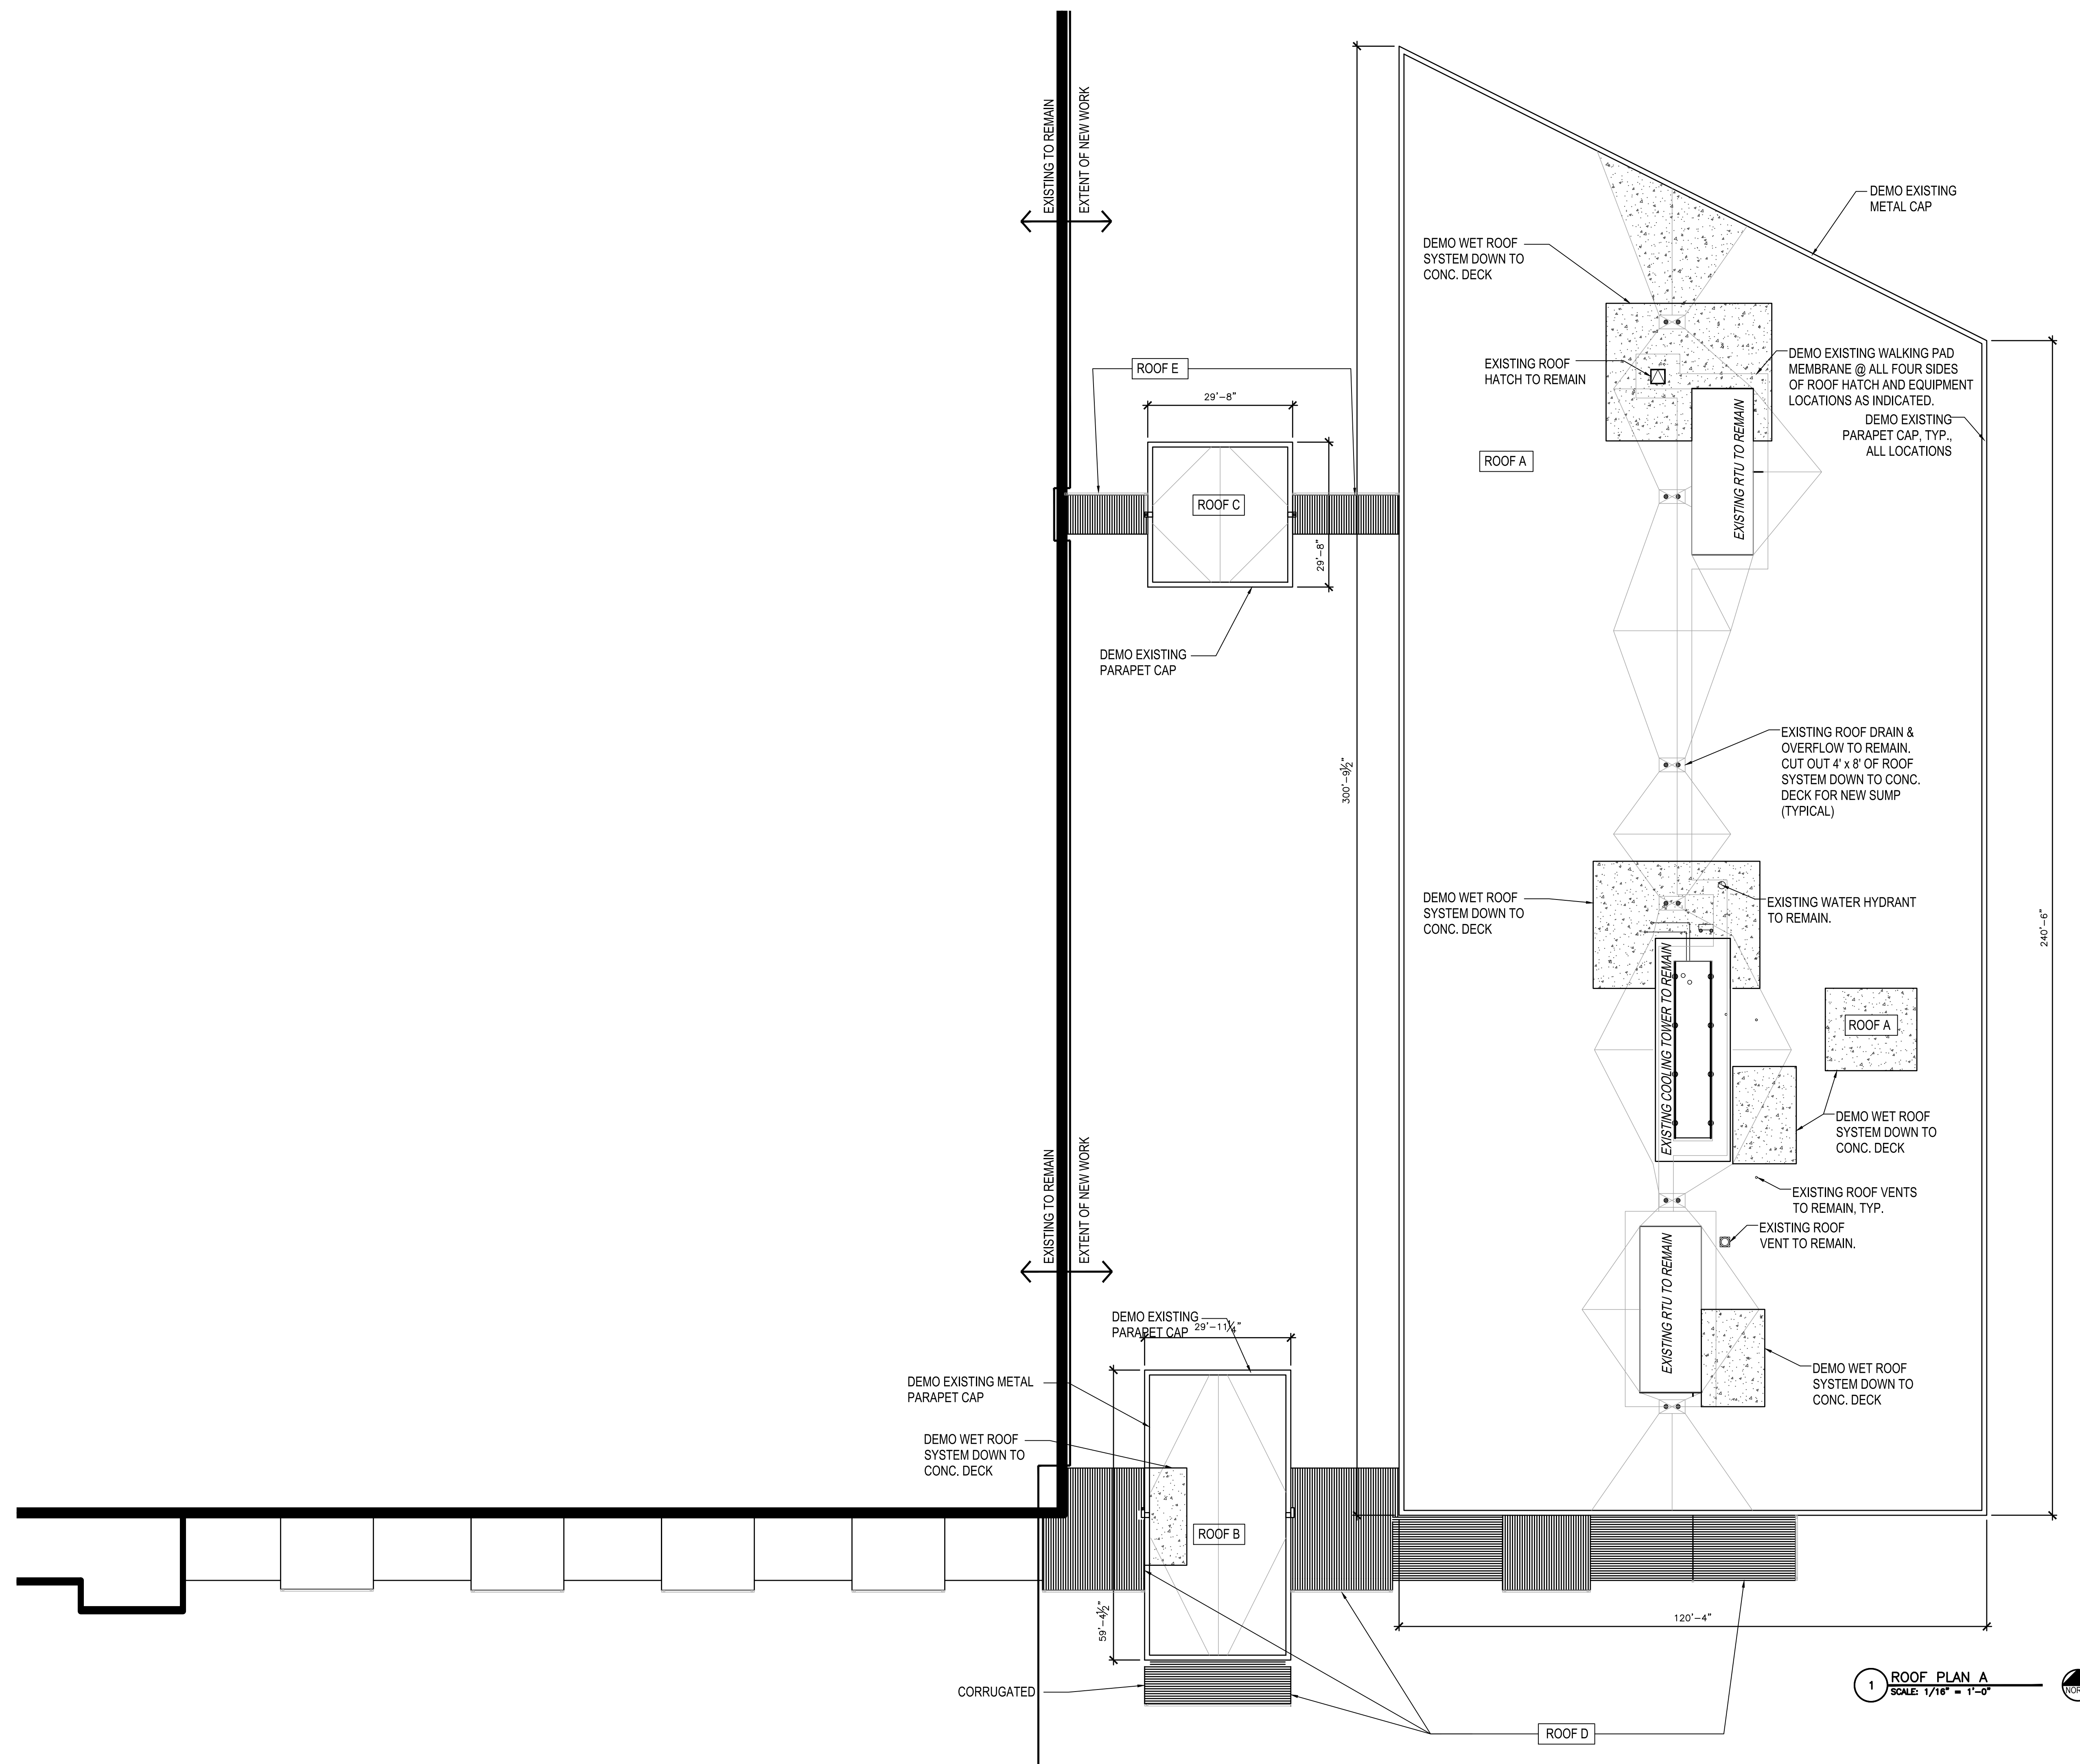 EXISTING TO REMAIN
EXTENT OF NEW WORK
DEMO EXISTING
METAL CAP
DEMO WET ROOF
SYSTEM DOWN TO
CONC. DECK
EXISTING ROOF
HATCH TO REMAIN
DEMO EXISTING WALKING PAD
MEMBRANE @ ALL FOUR SIDES
OF ROOF HATCH AND EQUIPMENT
LOCATIONS AS INDICATED.
DEMO EXISTING
PARAPET CAP, TYP.,
ALL LOCATIONS
ROOF E
29'-8"
ROOF A
EXISTING RTU TO REMAIN
ROOF C
29'-8"
DEMO EXISTING
PARAPET CAP
300'-9½"
EXISTING ROOF DRAIN &
OVERFLOW TO REMAIN.
CUT OUT 4' x 8' OF ROOF
SYSTEM DOWN TO CONC.
DECK FOR NEW SUMP
(TYPICAL)
DEMO WET ROOF
SYSTEM DOWN TO
CONC. DECK
EXISTING WATER HYDRANT
TO REMAIN.
240'-6"
EXISTING COOLING TOWER TO REMAIN
ROOF A
DEMO WET ROOF
SYSTEM DOWN TO
CONC. DECK
EXISTING TO REMAIN
EXTENT OF NEW WORK
EXISTING ROOF VENTS
TO REMAIN, TYP.
EXISTING ROOF
VENT TO REMAIN.
EXISTING RTU TO REMAIN
DEMO EXISTING
PARAPET CAP
29'-11¼"
DEMO EXISTING METAL
PARAPET CAP
DEMO WET ROOF
SYSTEM DOWN TO
CONC. DECK
DEMO WET ROOF
SYSTEM DOWN TO
CONC. DECK
ROOF B
59'-4½"
120'-4"
CORRUGATED
ROOF D
1
ROOF PLAN A
SCALE: 1/16" = 1'-0"